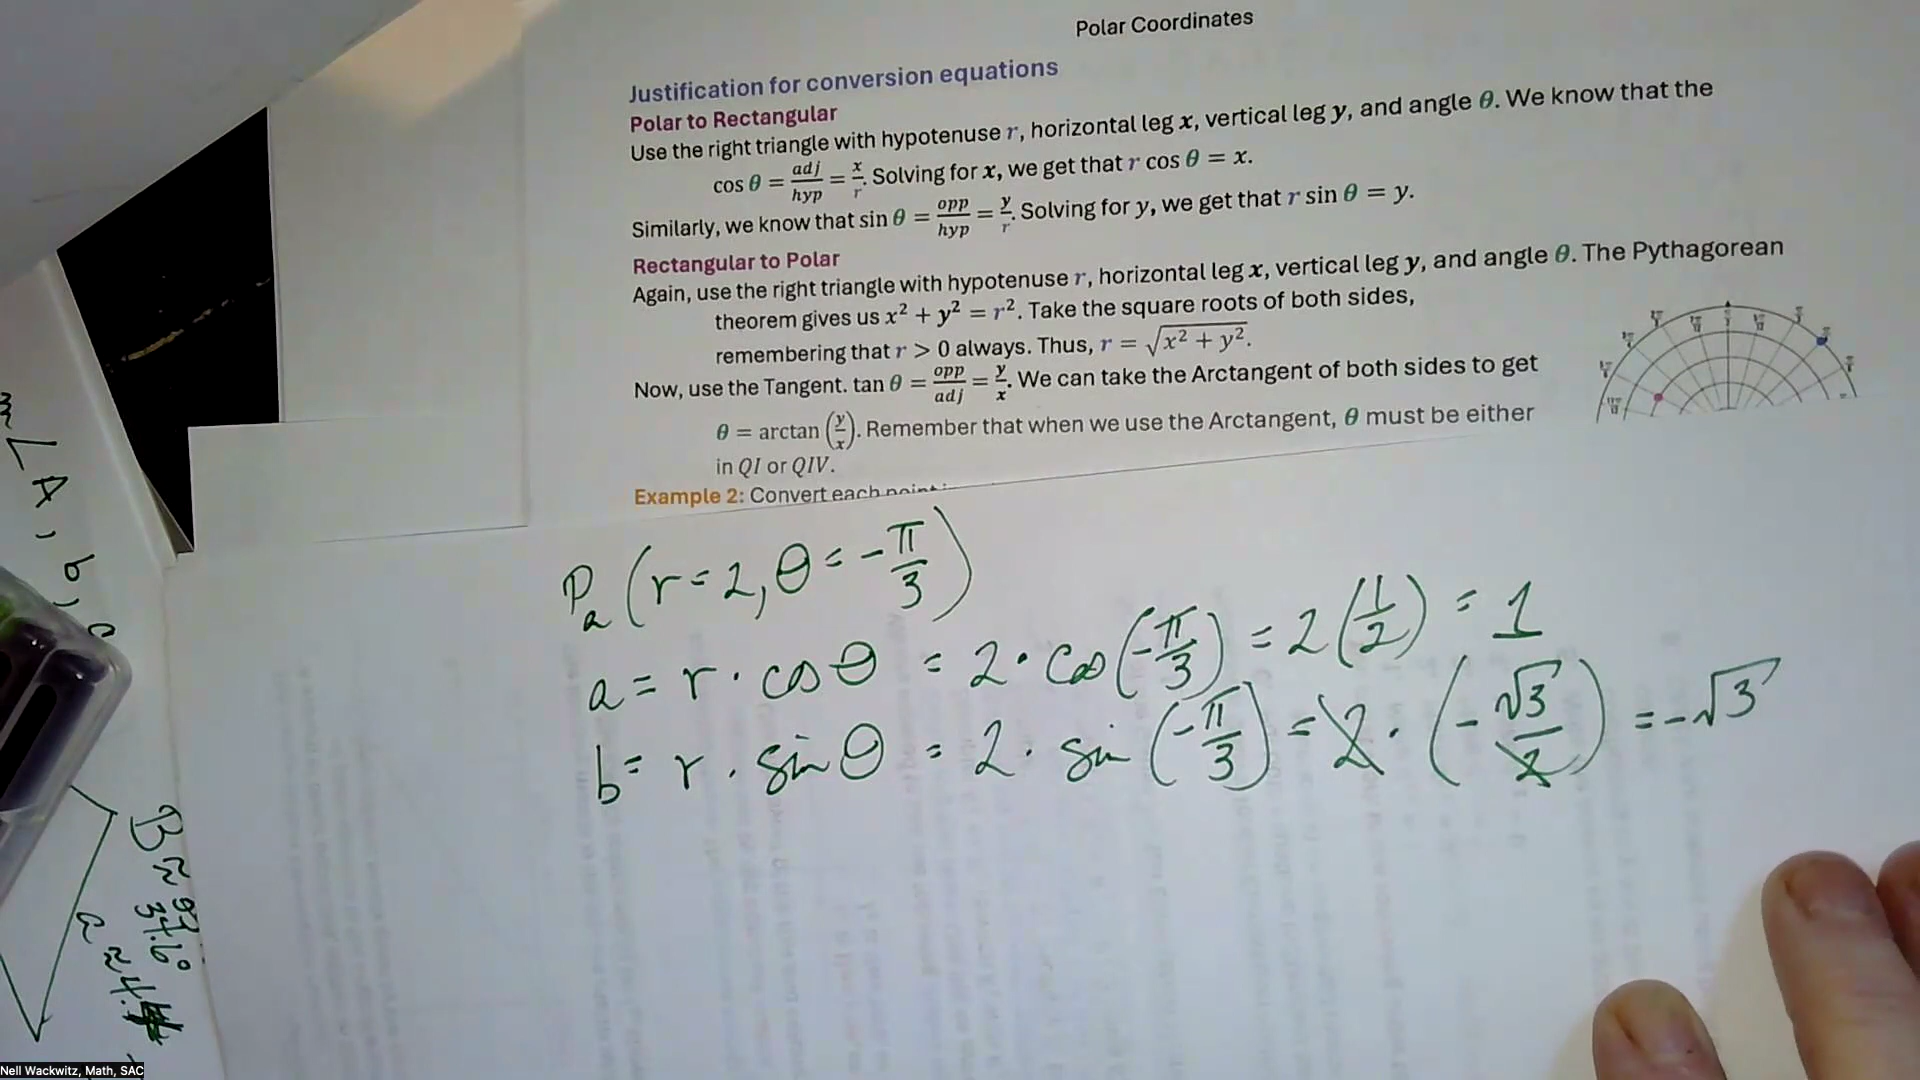 Polar Coordinates
Justification for conversion equations
Polar to Rectangular
Use the right triangle with hypotenuse r, horizontal leg x, vertical leg y, and angle θ. We know that the
cos θ = adj/hyp = x/r. Solving for x, we get that r cos θ = x.
Similarly, we know that sin θ = opp/hyp = y/r. Solving for y, we get that r sin θ = y.
Rectangular to Polar
Again, use the right triangle with hypotenuse r, horizontal leg x, vertical leg y, and angle θ. The Pythagorean
theorem gives us x² + y² = r². Take the square roots of both sides,
remembering that r > 0 always. Thus, r = √(x² + y²).
Now, use the Tangent. tan θ = opp/adj = y/x. We can take the Arctangent of both sides to get
θ = arctan (y/x). Remember that when we use the Arctangent, θ must be either
in QI or QIV.
Example 2: Convert each point
P_a (r = 2, θ = -π/3)
a = r · cos θ = 2 · cos(-π/3) = 2(1/2) = 1
b = r · sin θ = 2 · sin(-π/3) = 2 · (-√3/2) = -√3
m∠A, b, c
B ≈
37.6°
a ≈ 4.
Nell Wackwitz, Math, SAC